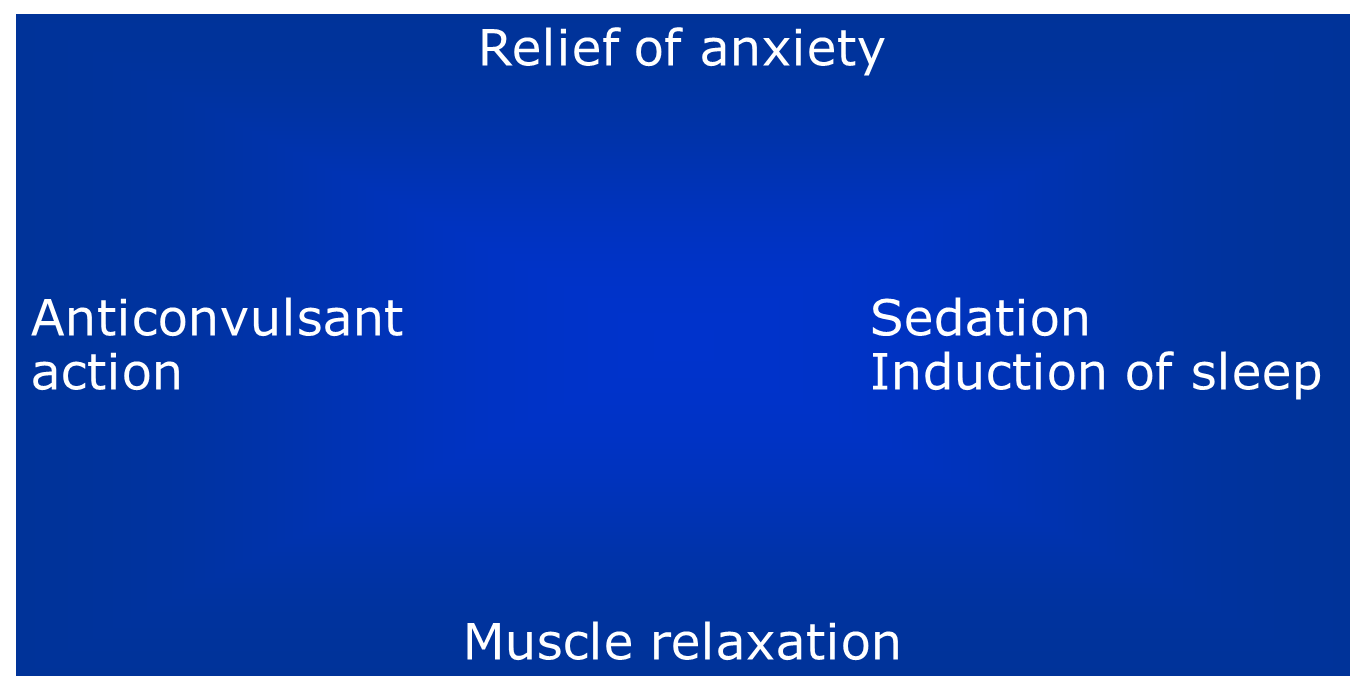 Relief of anxiety
Anticonvulsant
action
Sedation
Induction of sleep
Muscle relaxation